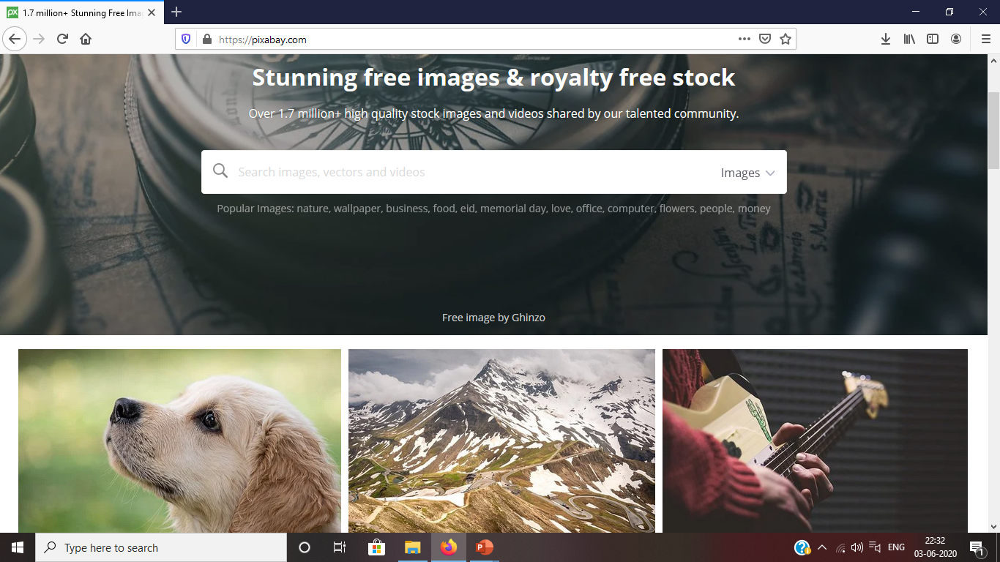 px
1.7 million+ Stunning Free Ima
https://pixabay.com
Stunning free images & royalty free stock
Over 1.7 million+ high quality stock images and videos shared by our talented community.
Search images, vectors and videos
Images
Popular Images: nature, wallpaper, business, food, eid, memorial day, love, office, computer, flowers, people, money
Free image by Ghinzo
Type here to search
P
?
ENG
22:32
03-06-2020
1